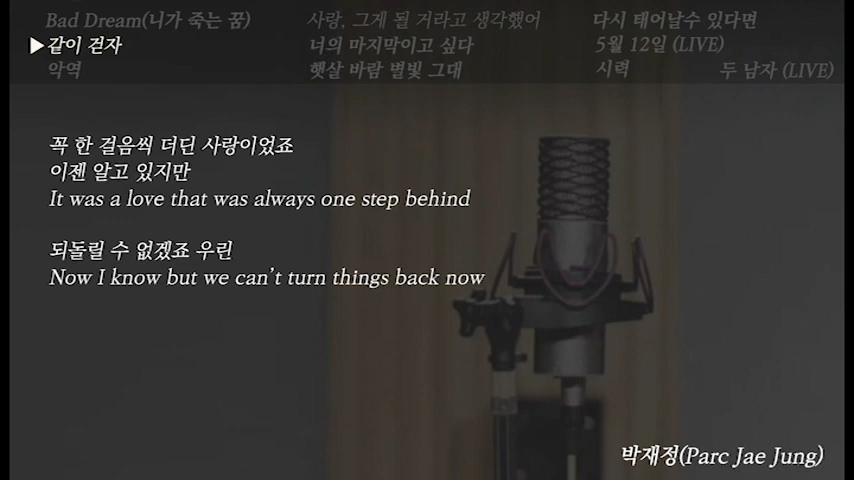 Bad Dream(니가 죽는 꿈)
사랑, 그게 될 거라고 생각했어
다시 태어날수 있다면
▶같이 걷자
너의 마지막이고 싶다
5월 12일 (LIVE)
악역
햇살 바람 별빛 그대
시력
두 남자 (LIVE)
꼭 한 걸음씩 더딘 사랑이었죠
이젠 알고 있지만
It was a love that was always one step behind
되돌릴 수 없겠죠 우린
Now I know but we can't turn things back now
박재정(Parc Jae Jung)